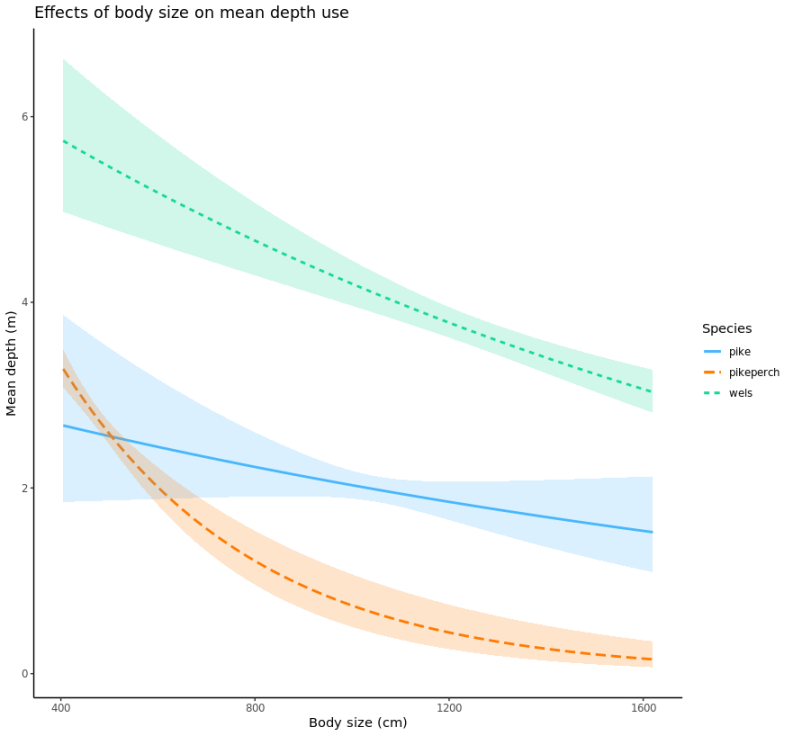 Effects of body size on mean depth use
6
4
2
0
Mean depth (m)
400 800 1200 1600
Body size (cm)
Species
pike
pikeperch
wels